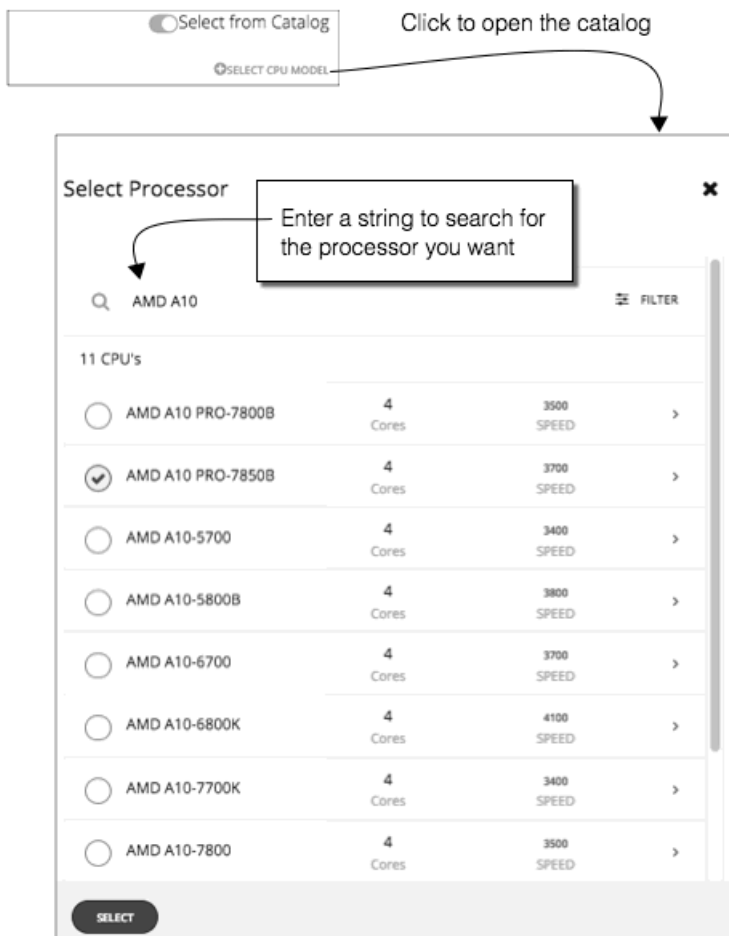 Select from Catalog
Click to open the catalog
SELECT CPU MODEL
Select Processor
Enter a string to search for
the processor you want
AMD A10
FILTER
11 CPU's
AMD A10 PRO-7800B
4
Cores
3500
SPEED
AMD A10 PRO-7850B
4
Cores
3700
SPEED
AMD A10-5700
4
Cores
3400
SPEED
AMD A10-5800B
4
Cores
3800
SPEED
AMD A10-6700
4
Cores
3700
SPEED
AMD A10-6800K
4
Cores
4100
SPEED
AMD A10-7700K
4
Cores
3400
SPEED
AMD A10-7800
4
Cores
3500
SPEED
SELECT